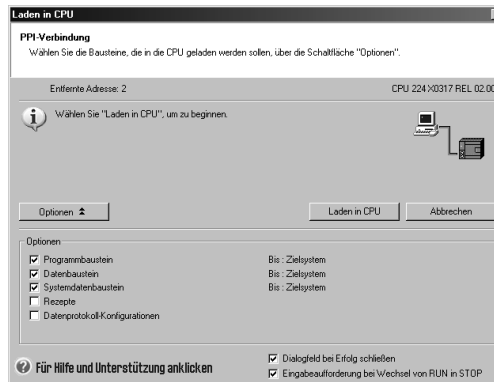 Laden in CPU
PPI-Verbindung
Wählen Sie die Bausteine, die in die CPU geladen werden sollen, über die Schaltfläche "Optionen".
Entfernte Adresse: 2 CPU 224 X0317 REL 02.00
Wählen Sie "Laden in CPU", um zu beginnen.
Optionen Laden in CPU Abbrechen
Optionen
Programmbaustein Bis : Zielsystem
Datenbaustein Bis : Zielsystem
Systemdatenbaustein Bis : Zielsystem
Rezepte
Datenprotokoll-Konfigurationen
Für Hilfe und Unterstützung anklicken
Dialogfeld bei Erfolg schließen
Eingabeaufforderung bei Wechsel von RUN in STOP